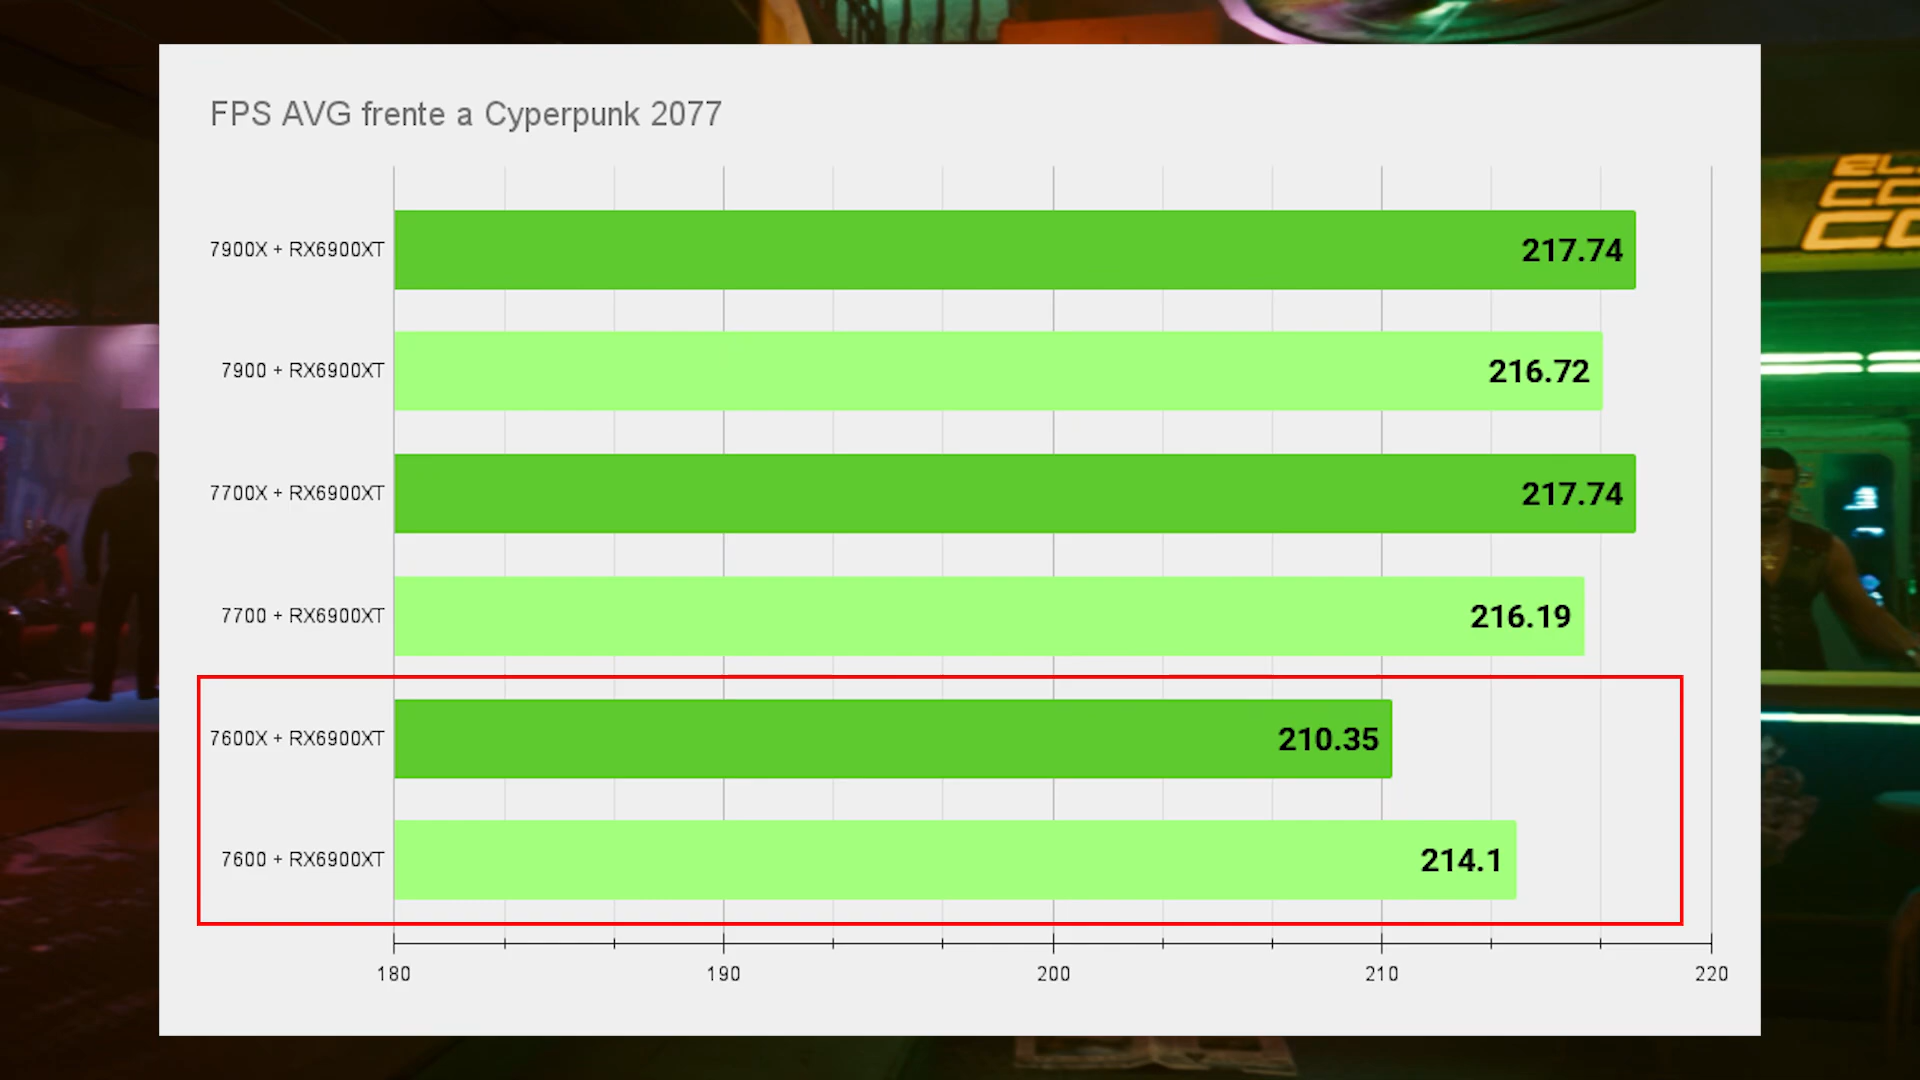 FPS AVG frente a Cyperpunk 2077
7900X + RX6900XT
217.74
7900 + RX6900XT
216.72
7700X + RX6900XT
217.74
7700 + RX6900XT
216.19
7600X + RX6900XT
210.35
7600 + RX6900XT
214.1
180 190 200 210 220